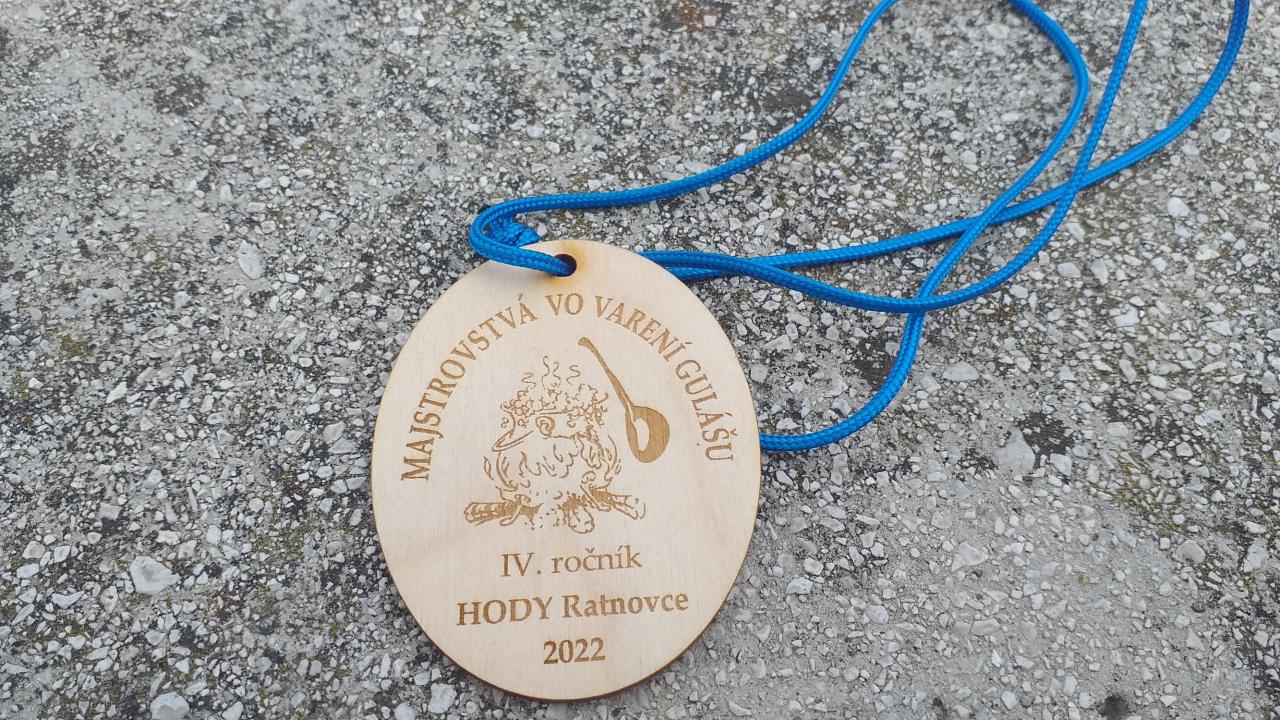 MAJSTROVSTVÁ VO VARENÍ GULÁŠU
IV. ročník
HODY Ratnovce
2022